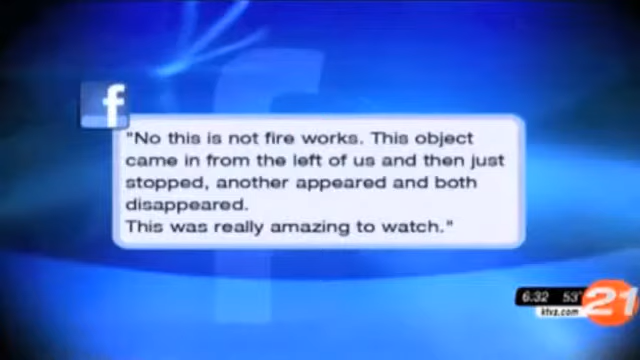 f
"No this is not fire works. This object
came in from the left of us and then just
stopped, another appeared and both
disappeared.
This was really amazing to watch."
6:32 53°
21
ktvz.com